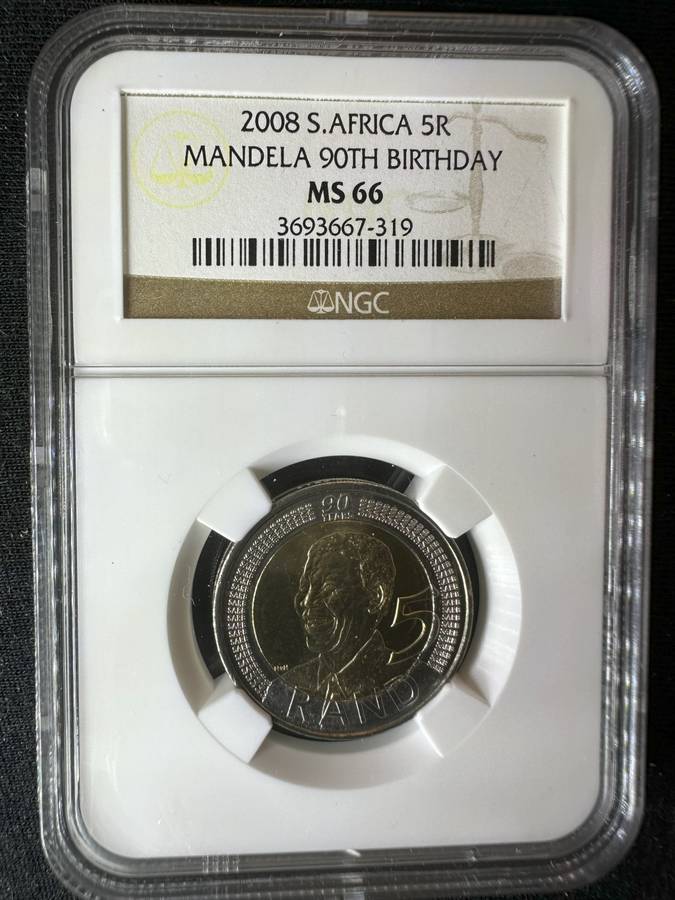 2008 S.AFRICA 5R
MANDELA 90TH BIRTHDAY
MS 66
3693667-319
NGC
90
YEARS
5
RAND